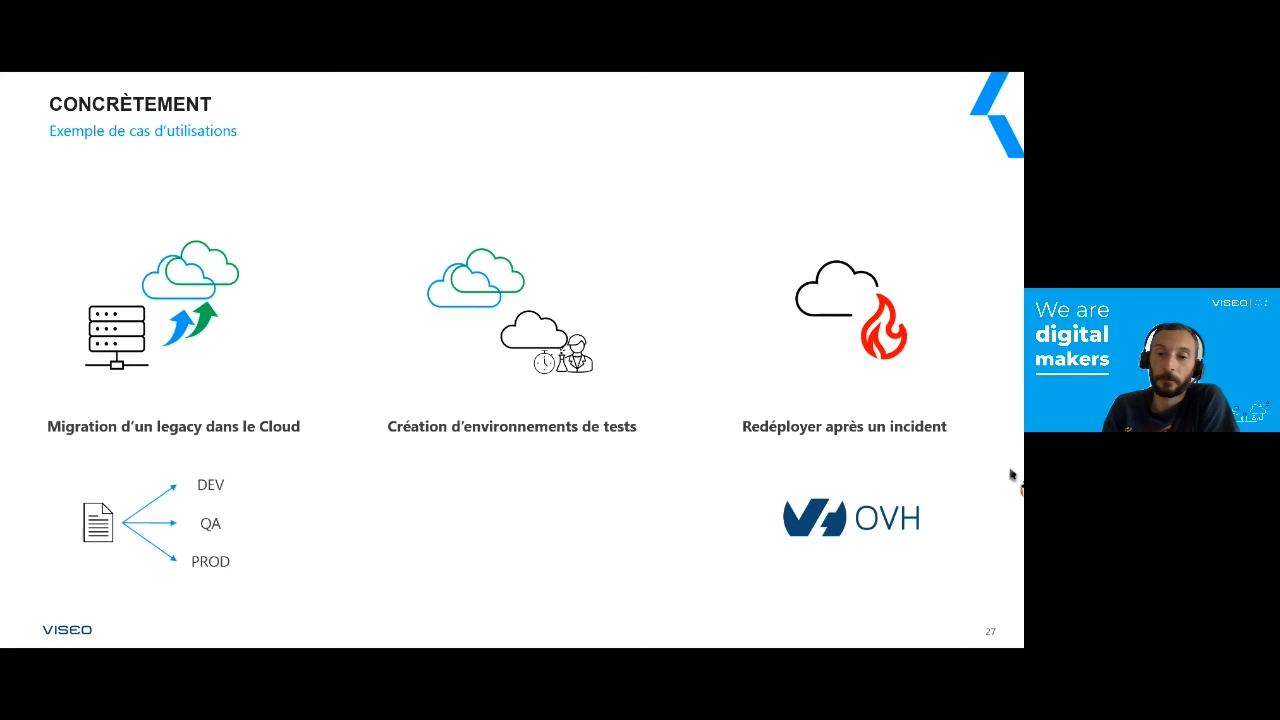 CONCRÈTEMENT
Exemple de cas d'utilisations
Migration d'un legacy dans le Cloud
Création d'environnements de tests
Redéployer après un incident
DEV
QA
PROD
OVH
VISEO
27
We are
digital
makers
VISEO